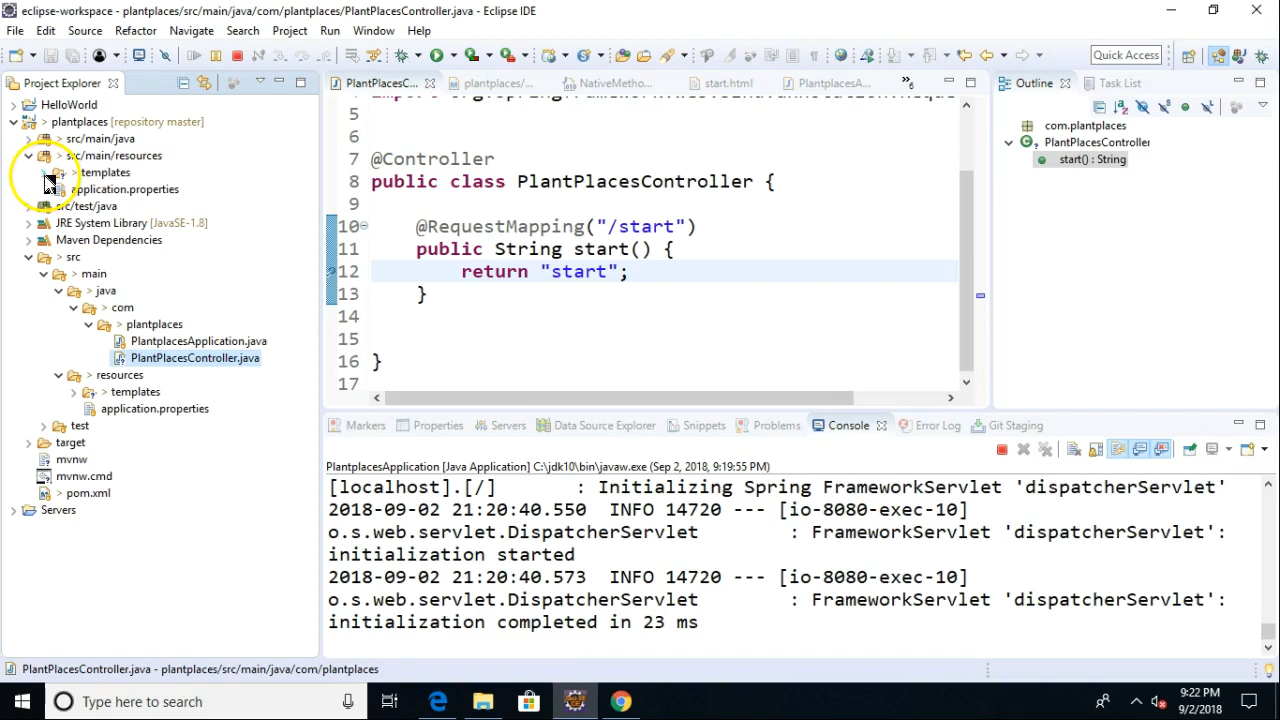 eclipse-workspace - plantplaces/src/main/java/com/plantplaces/PlantPlacesController.java - Eclipse IDE
File Edit Source Refactor Navigate Search Project Run Window Help
Quick Access
Project Explorer
HelloWorld
> plantplaces [repository master]
> src/main/java
> src/main/resources
> templates
application.properties
src/test/java
JRE System Library [JavaSE-1.8]
Maven Dependencies
> src
> main
> java
> com
> plantplaces
PlantplacesApplication.java
PlantPlacesController.java
> resources
> templates
application.properties
> test
target
mvnw
mvnw.cmd
> pom.xml
Servers
PlantPlacesC... plantplaces/... NativeMetho... start.html PlantplacesA... »6
5
6
7 @Controller
8 public class PlantPlacesController {
9
10 @RequestMapping("/start")
11 public String start() {
12 return "start";
13 }
14
15
16 }
17
Outline Task List
com.plantplaces
PlantPlacesController
start() : String
Markers Properties Servers Data Source Explorer Snippets Problems Console Error Log Git Staging
PlantplacesApplication [Java Application] C:\jdk10\bin\javaw.exe (Sep 2, 2018, 9:19:55 PM)
[localhost].[/] : Initializing Spring FrameworkServlet 'dispatcherServlet'
2018-09-02 21:20:40.550 INFO 14720 --- [io-8080-exec-10]
o.s.web.servlet.DispatcherServlet : FrameworkServlet 'dispatcherServlet':
initialization started
2018-09-02 21:20:40.573 INFO 14720 --- [io-8080-exec-10]
o.s.web.servlet.DispatcherServlet : FrameworkServlet 'dispatcherServlet':
initialization completed in 23 ms
PlantPlacesController.java - plantplaces/src/main/java/com/plantplaces
Type here to search
9:22 PM
9/2/2018